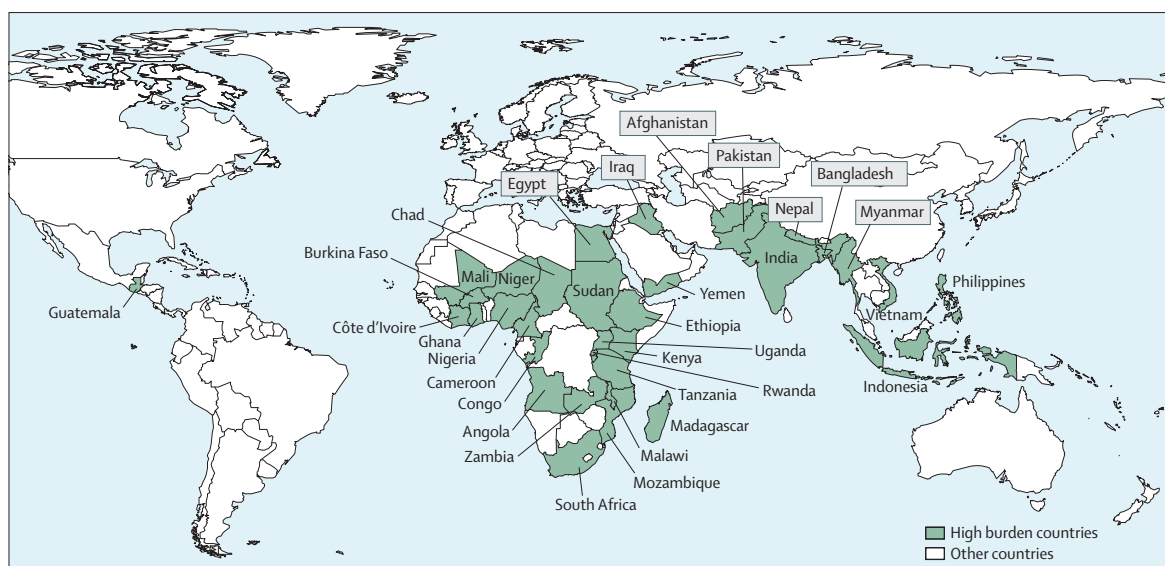 Afghanistan
Pakistan
Iraq
Bangladesh
Egypt
Nepal
Myanmar
Chad
Burkina Faso
Mali
Niger
India
Sudan
Philippines
Yemen
Guatemala
Vietnam
Côte d'Ivoire
Ethiopia
Ghana
Uganda
Nigeria
Kenya
Cameroon
Rwanda
Indonesia
Tanzania
Congo
Madagascar
Angola
Zambia
Malawi
Mozambique
South Africa
High burden countries
Other countries